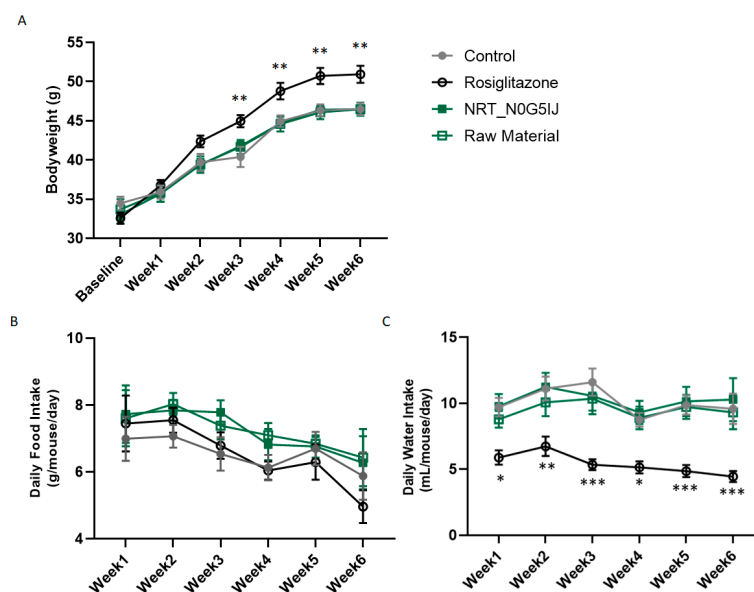 A
Bodyweight (g)
55
50
45
40
35
30
**
**
**
**
Baseline
Week1
Week2
Week3
Week4
Week5
Week6
Control
Rosiglitazone
NRT_N0G5IJ
Raw Material
B
Daily Food Intake
(g/mouse/day)
10
8
6
4
Week1
Week2
Week3
Week4
Week5
Week6
C
Daily Water Intake
(mL/mouse/day)
15
10
5
0
*
**
***
*
***
***
Week1
Week2
Week3
Week4
Week5
Week6